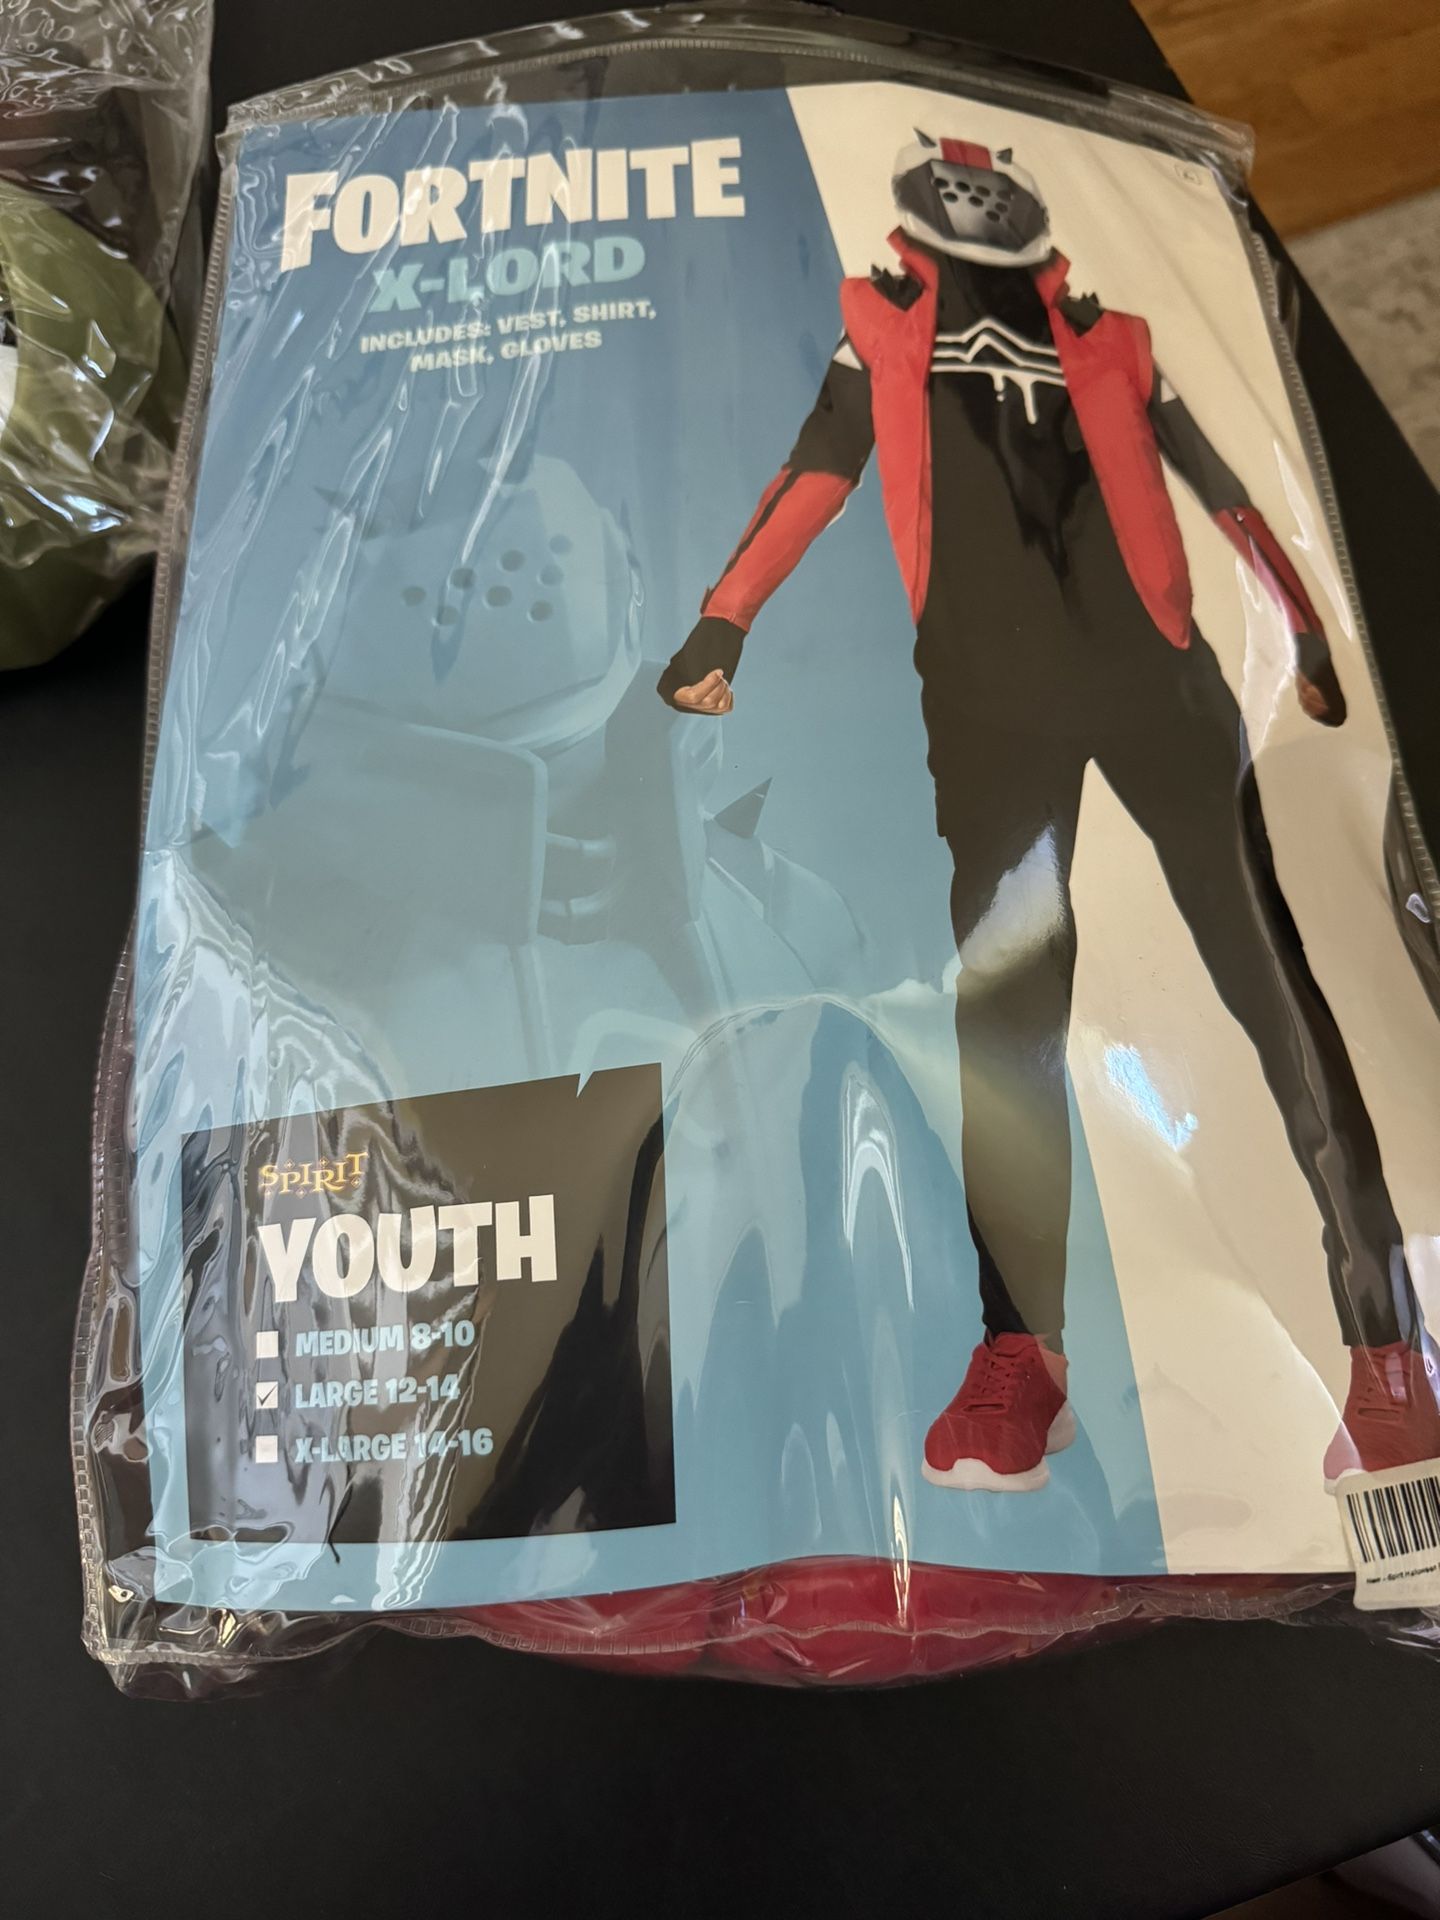 FORTNITE
X-LORD
INCLUDES: VEST, SHIRT,
MASK, GLOVES
SPIRIT
YOUTH
MEDIUM 8-10
LARGE 12-14
X-LARGE 14-16